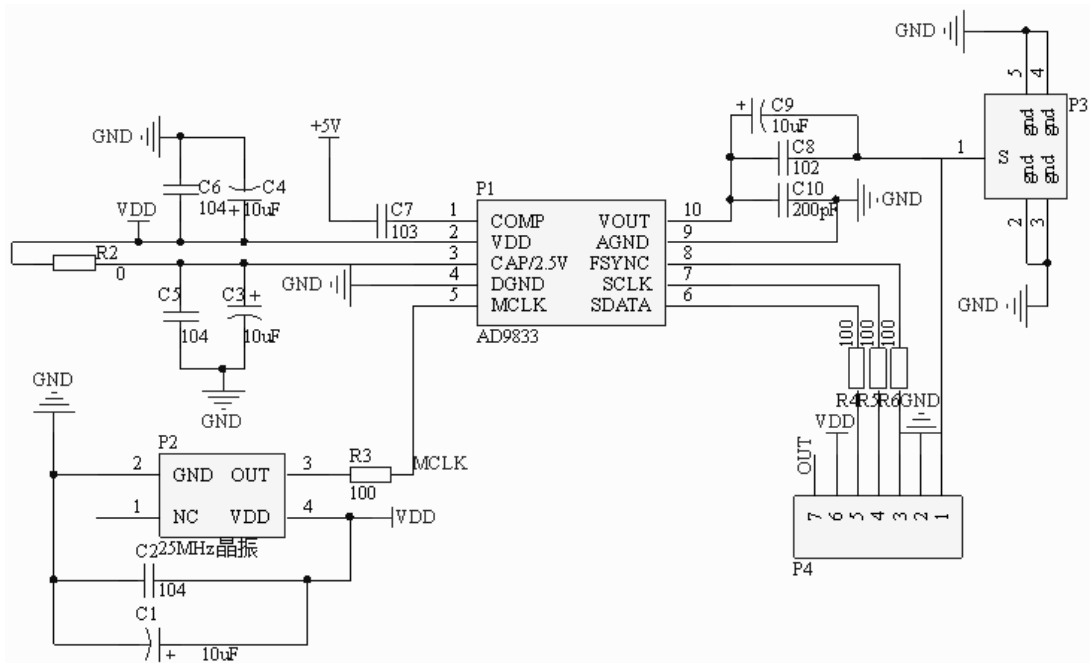 GND
5
4
P3
C9
+
10uF
+5V
GND
gnd gnd
1
S
C8
102
gnd gnd
C6
C4
P1
C10
104
+10uF
C7
1
COMP
VOUT
10
200pF
GND
VDD
103
2
VDD
AGND
9
2
3
R2
3
CAP/2.5V
FSYNC
8
0
GND
4
DGND
SCLK
7
C5
C3
+
5
MCLK
SDATA
6
GND
104
10uF
AD9833
100
100
100
GND
GND
R4
R5
R6
GND
VDD
P2
2
GND
OUT
3
R3
MCLK
OUT
100
1
NC
VDD
4
VDD
7
6
5
4
3
2
1
25MHz晶振
C2
104
P4
C1
+
10uF